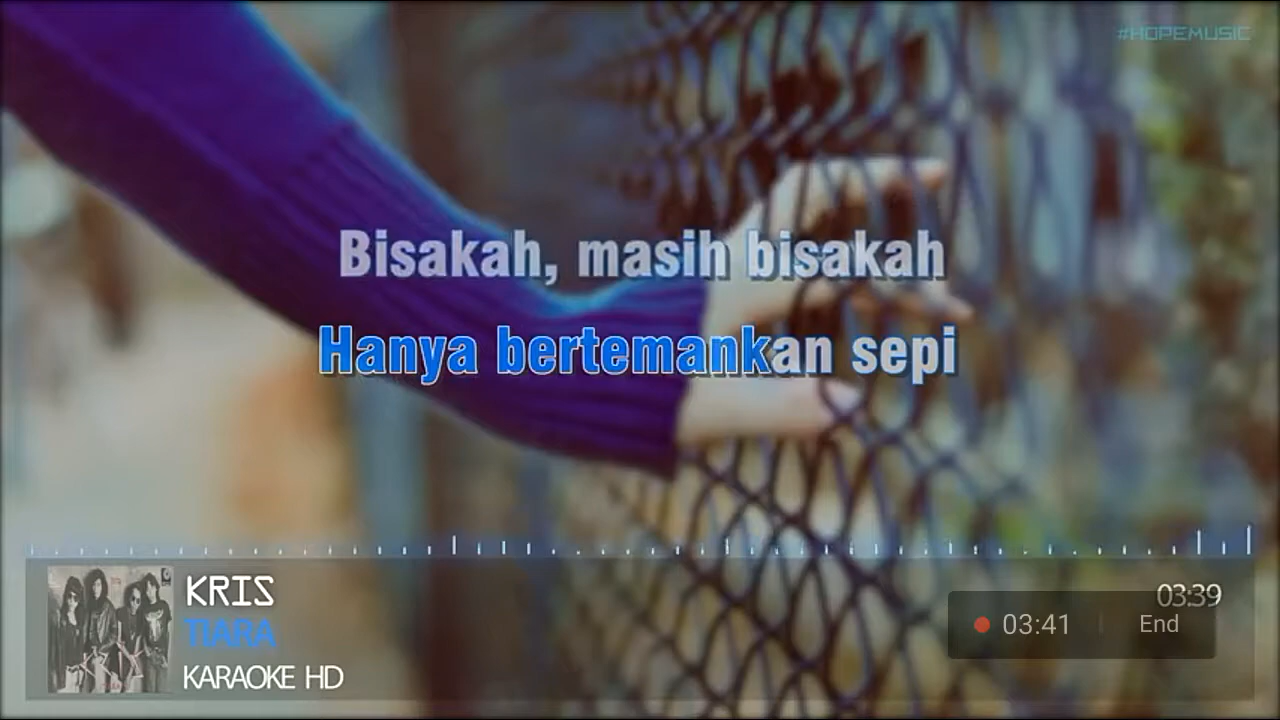 #HOPEMUSIC
Bisakah, masih bisakah
Hanya bertemankan sepi
KRIS
TIARA
KARAOKE HD
03:39
03:41
End